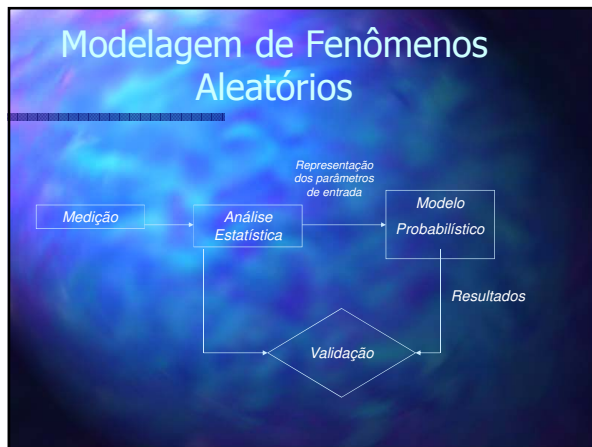 Modelagem de Fenômenos
Aleatórios
Representação
dos parâmetros
de entrada
Medição
Análise
Estatística
Modelo
Probabilístico
Resultados
Validação